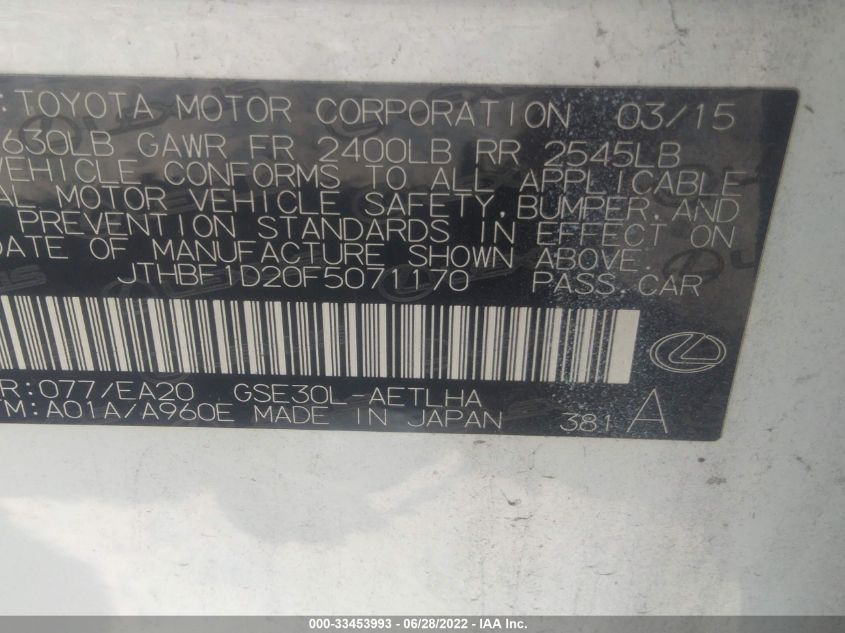 : TOYOTA MOTOR CORPORATION 03/15
630LB GAWR FR 2400LB RR 2545LB
VEHICLE CONFORMS TO ALL APPLICABLE
AL MOTOR VEHICLE SAFETY, BUMPER, AND
PREVENTION STANDARDS IN EFFECT ON
DATE OF MANUFACTURE SHOWN ABOVE.
JTHBF1D20F5071170 PASS.CAR
R:077/EA20 GSE30L-AETLHA
TM:A01A/A960E MADE IN JAPAN 381 A
000-33453993 - 06/28/2022 - IAA Inc.